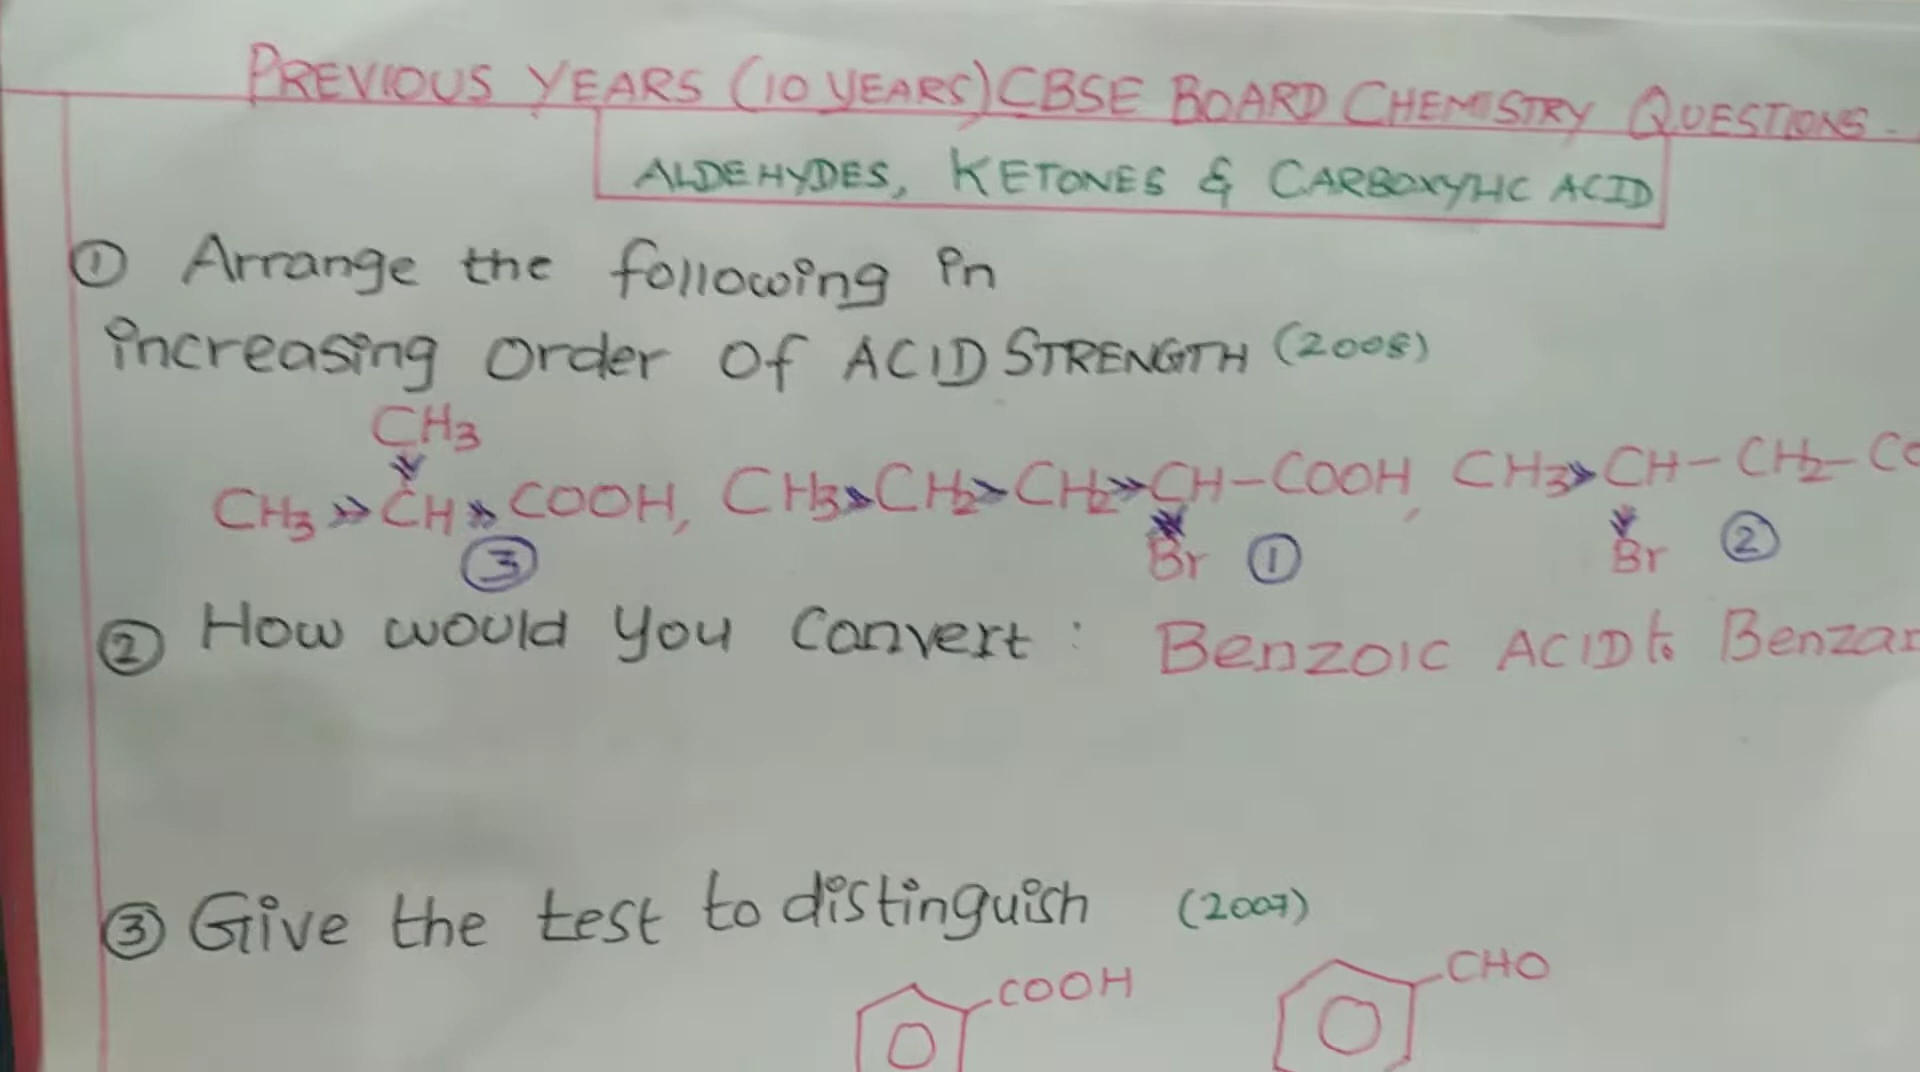 PREVIOUS YEARS (10 YEARS) CBSE BOARD CHEMISTRY QUESTIONS.
ALDEHYDES, KETONES & CARBOXYLIC ACID
① Arrange the following in
increasing order of ACID STRENGTH (2008)
CH3
CH3 » CH » COOH, CH3 » CH2 > CH2 » CH - COOH, CH3 » CH - CH2 - CO
③ Br ① Br ②
② How would you convert : Benzoic ACID to
③ Give the test to distinguish (2007)
COOH CHO